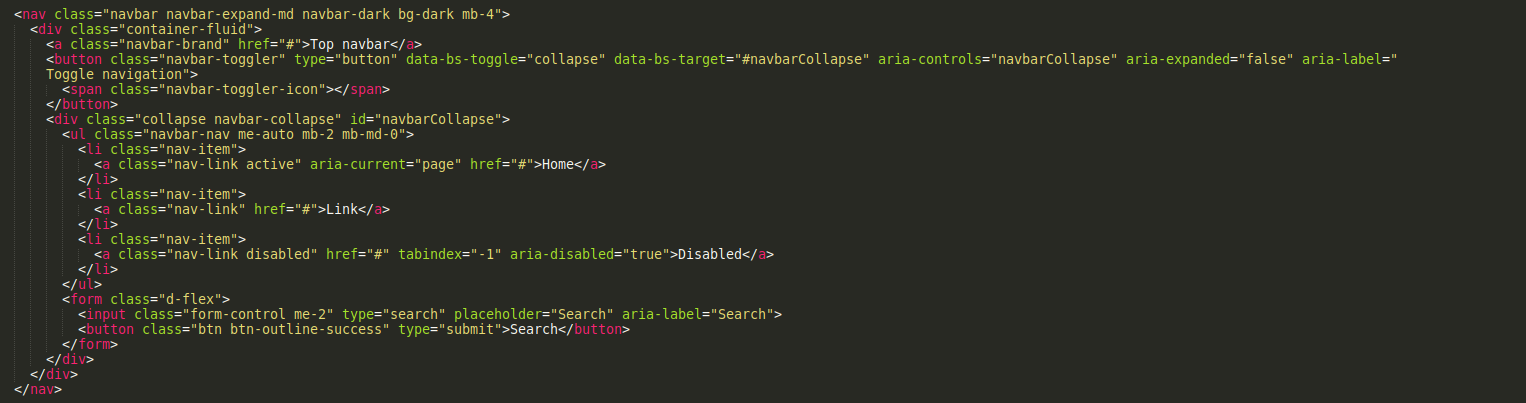 <nav class="navbar navbar-expand-md navbar-dark bg-dark mb-4">
  <div class="container-fluid">
    <a class="navbar-brand" href="#">Top navbar</a>
    <button class="navbar-toggler" type="button" data-bs-toggle="collapse" data-bs-target="#navbarCollapse" aria-controls="navbarCollapse" aria-expanded="false" aria-label="
    Toggle navigation">
      <span class="navbar-toggler-icon"></span>
    </button>
    <div class="collapse navbar-collapse" id="navbarCollapse">
      <ul class="navbar-nav me-auto mb-2 mb-md-0">
        <li class="nav-item">
          <a class="nav-link active" aria-current="page" href="#">Home</a>
        </li>
        <li class="nav-item">
          <a class="nav-link" href="#">Link</a>
        </li>
        <li class="nav-item">
          <a class="nav-link disabled" href="#" tabindex="-1" aria-disabled="true">Disabled</a>
        </li>
      </ul>
      <form class="d-flex">
        <input class="form-control me-2" type="search" placeholder="Search" aria-label="Search">
        <button class="btn btn-outline-success" type="submit">Search</button>
      </form>
    </div>
  </div>
</nav>